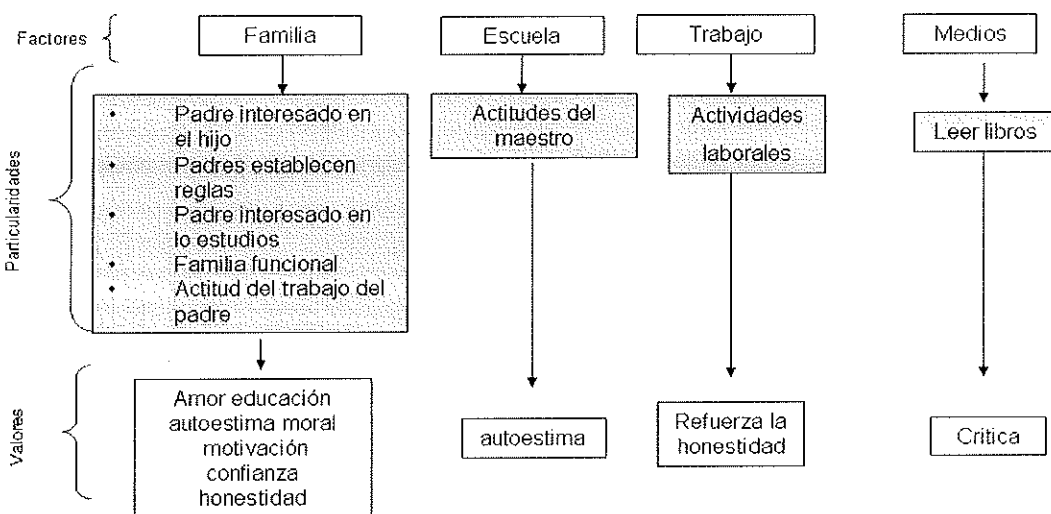 Factores
Familia
Escuela
Trabajo
Medios
Particularidades
• Padre interesado en
el hijo
• Padres establecen
reglas
• Padre interesado en
lo estudios
• Familia funcional
• Actitud del trabajo del
padre
Actitudes del
maestro
Actividades
laborales
Leer libros
Valores
Amor educación
autoestima moral
motivación
confianza
honestidad
autoestima
Refuerza la
honestidad
Critica